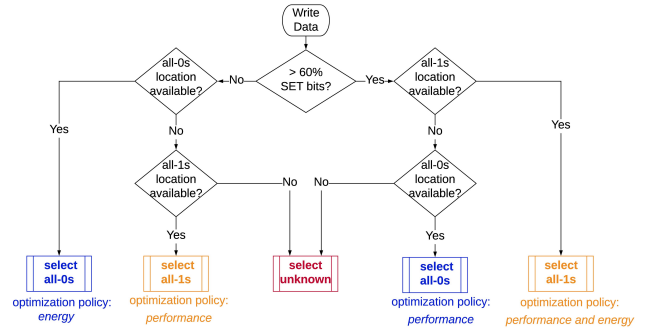 Write
Data
> 60%
SET bits?
No
Yes
all-0s
location
available?
all-1s
location
available?
Yes
No
No
Yes
all-1s
location
available?
No
No
all-0s
location
available?
Yes
Yes
select
all-0s
select
all-1s
select
unknown
select
all-0s
select
all-1s
optimization policy:
energy
optimization policy:
performance
optimization policy:
performance
optimization policy:
performance and energy